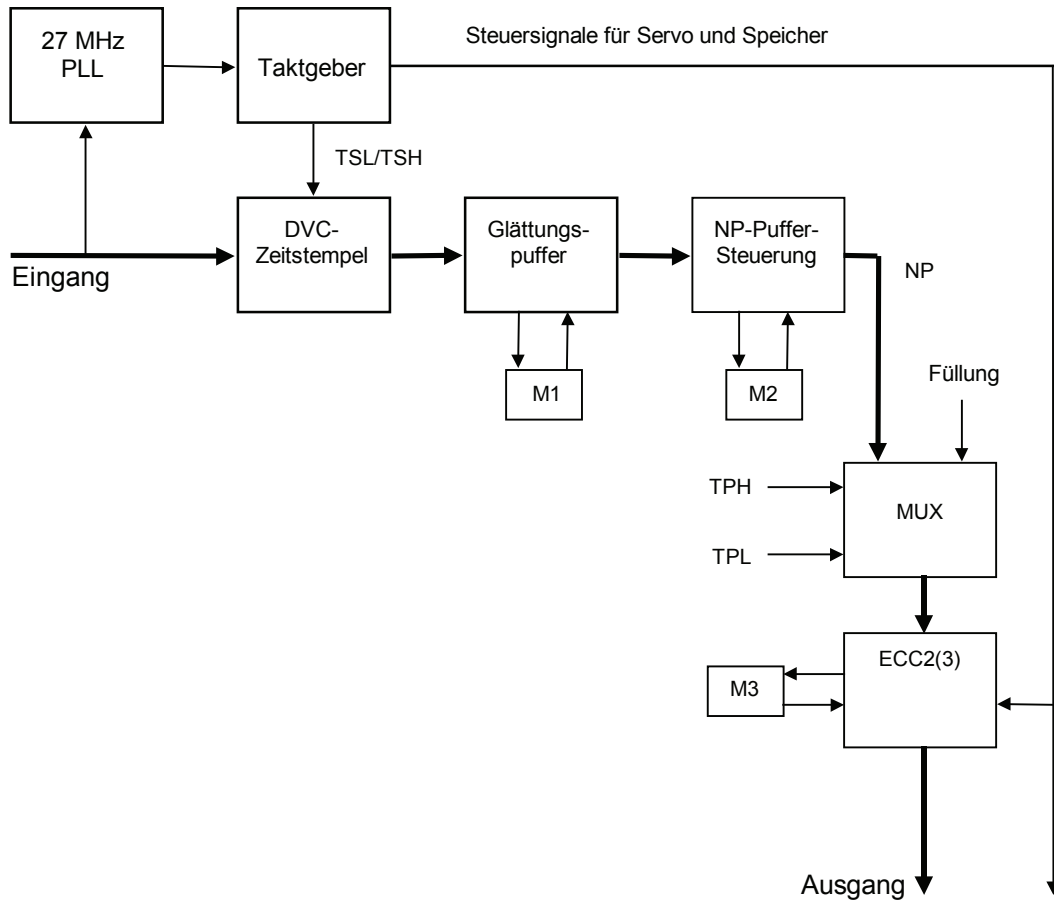 27 MHz
PLL
Taktgeber
Steuersignale für Servo und Speicher
TSL/TSH
Eingang
DVC-
Zeitstempel
Glättungs-
puffer
NP-Puffer-
Steuerung
NP
M1
M2
Füllung
TPH
TPL
MUX
ECC2(3)
M3
Ausgang